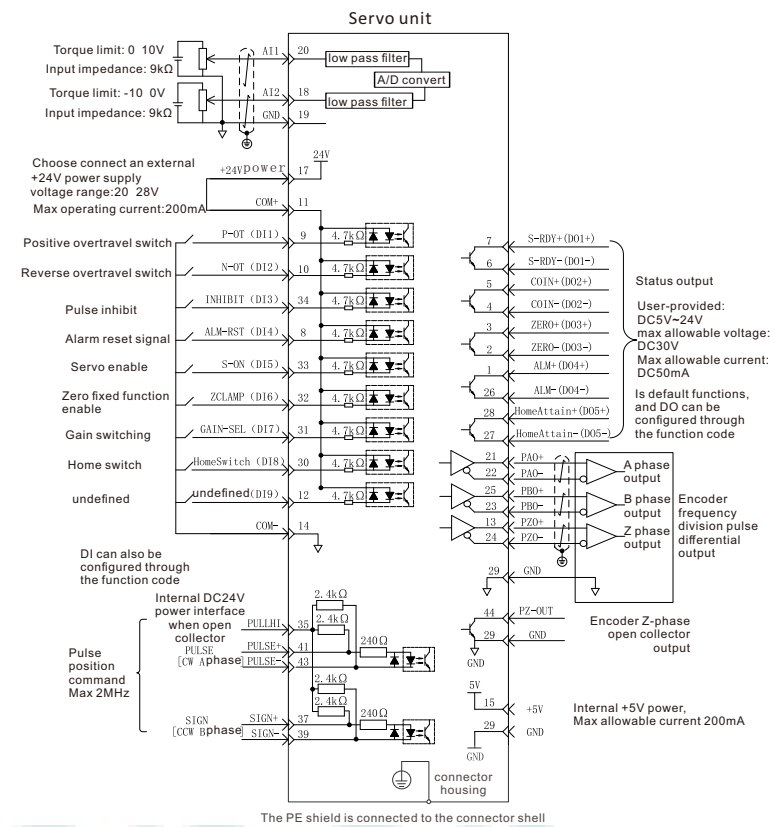 Servo unit
Torque limit: 0 10V
Input impedance: 9kΩ
AI1
20
low pass filter
A/D convert
Torque limit: -10 0V
Input impedance: 9kΩ
AI2
18
low pass filter
GND
19
Choose connect an external
+24V power supply
voltage range:20 28V
Max operating current:200mA
+24Vpower
17
24V
COM+
11
Positive overtravel switch
P-OT (DI1)
9
4.7kΩ
Reverse overtravel switch
N-OT (DI2)
10
4.7kΩ
Pulse inhibit
INHIBIT (DI3)
34
4.7kΩ
Alarm reset signal
ALM-RST (DI4)
8
4.7kΩ
Servo enable
S-ON (DI5)
33
4.7kΩ
Zero fixed function
enable
ZCLAMP (DI6)
32
4.7kΩ
Gain switching
GAIN-SEL (DI7)
31
4.7kΩ
Home switch
HomeSwitch (DI8)
30
4.7kΩ
undefined
undefined(DI9)
12
4.7kΩ
COM-
14
DI can also be
configured through
the function code
7
S-RDY+(DO1+)
6
S-RDY-(DO1-)
5
COIN+(DO2+)
4
COIN-(DO2-)
3
ZERO+(DO3+)
2
ZERO-(DO3-)
1
ALM+(DO4+)
26
ALM-(DO4-)
28
HomeAttain+(DO5+)
27
HomeAttain-(DO5-)
Status output
User-provided:
DC5V~24V
max allowable voltage:
DC30V
Max allowable current:
DC50mA
Is default functions,
and DO can be
configured through
the function code
21
PAO+
22
PAO-
25
PBO+
23
PBO-
13
PZO+
24
PZO-
A phase
output
B phase
output
Z phase
output
Encoder
frequency
division pulse
differential
output
29
GND
44
PZ-OUT
29
GND
GND
Encoder Z-phase
open collector
output
5V
15
+5V
29
GND
GND
Internal +5V power,
Max allowable current 200mA
Internal DC24V
power interface
when open
collector
PULLHI
35
2.4kΩ
2.4kΩ
Pulse
position
command
Max 2MHz
PULSE
[CW Aphase]
PULSE+
41
240Ω
PULSE-
43
2.4kΩ
2.4kΩ
SIGN
[CCW Bphase]
SIGN+
37
240Ω
SIGN-
39
connector
housing
The PE shield is connected to the connector shell